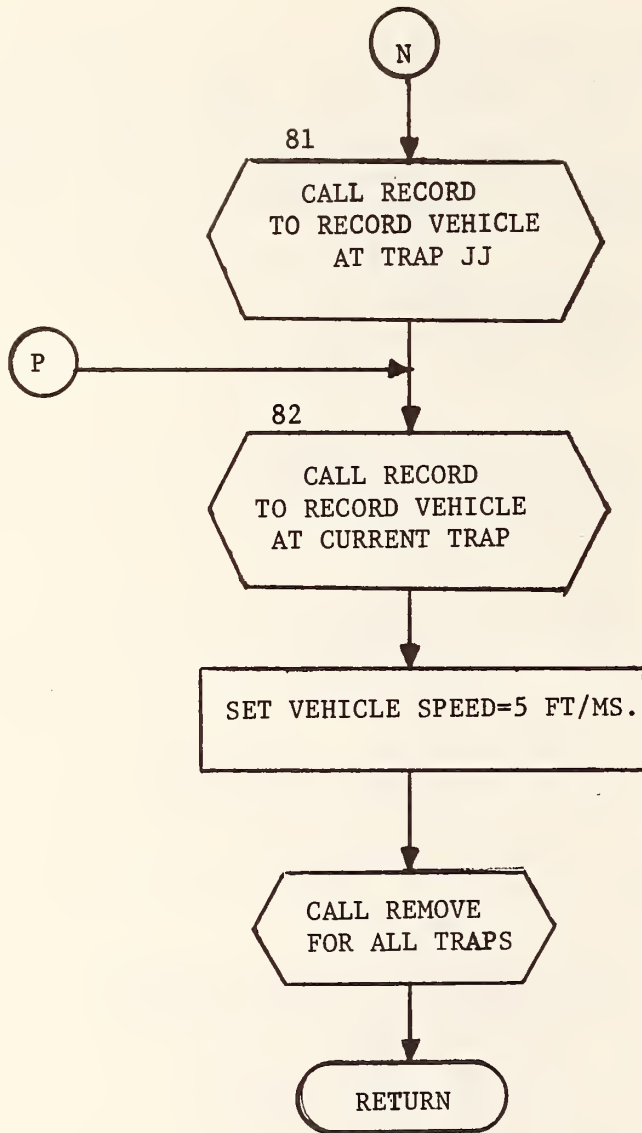 N
81
CALL RECORD
TO RECORD VEHICLE
AT TRAP JJ
P
82
CALL RECORD
TO RECORD VEHICLE
AT CURRENT TRAP
SET VEHICLE SPEED=5 FT/MS.
CALL REMOVE
FOR ALL TRAPS
RETURN